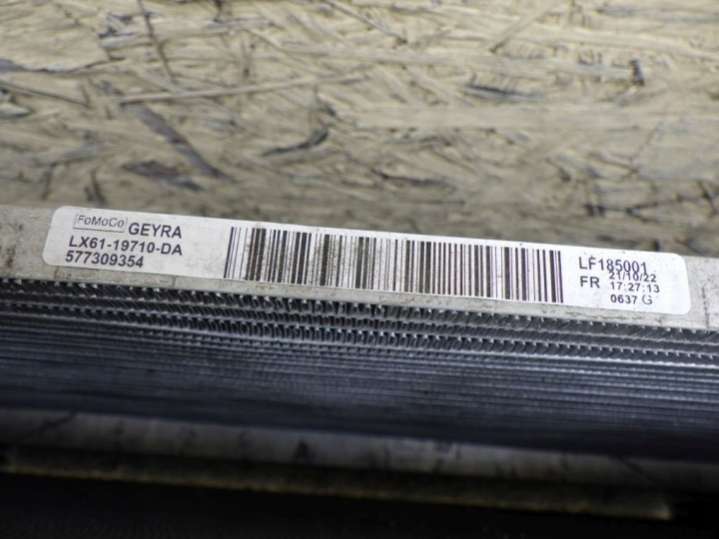 FoMoCo GEYRA
LX61-19710-DA
577309354
LF185001
21/10/22
FR 17:27:13
0637 G